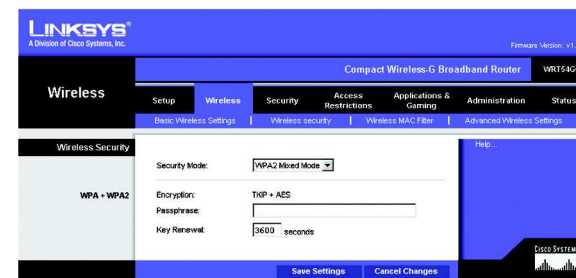 LINKSYS®
A Division of Cisco Systems, Inc.
Firmware Version: v1.
Compact Wireless-G Broadband Router WRT54G
Wireless
Setup Wireless Security Access Restrictions Applications & Gaming Administration Status
Basic Wireless Settings | Wireless security | Wireless MAC Filter | Advanced Wireless Settings
Wireless Security
Help...
Security Mode: WPA2 Mixed Mode
WPA + WPA2
Encryption: TKIP + AES
Passphrase:
Key Renewal: 3600 seconds
CISCO SYSTEM
Save Settings Cancel Changes